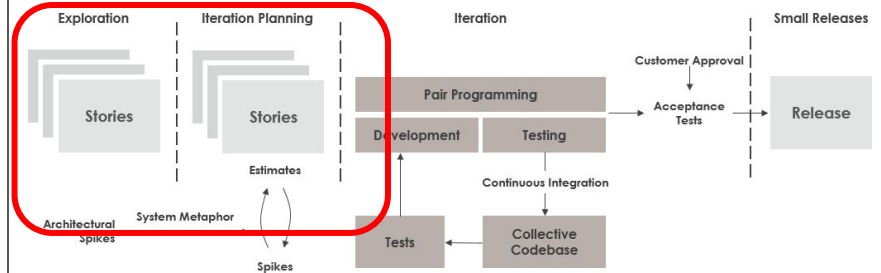 Exploration
Iteration Planning
Iteration
Small Releases
Stories
Stories
Estimates
System Metaphor
Architectural
Spikes
Spikes
Pair Programming
Development
Testing
Continuous Integration
Tests
Collective
Codebase
Customer Approval
Acceptance
Tests
Release